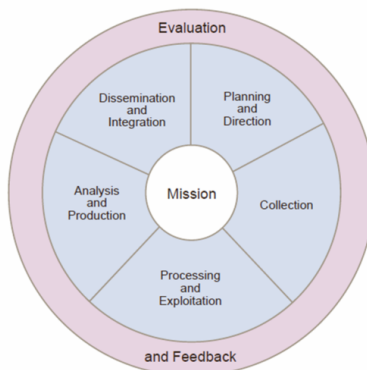 Evaluation
Dissemination
and
Integration
Planning
and
Direction
Analysis
and
Production
Mission
Collection
Processing
and
Exploitation
and Feedback